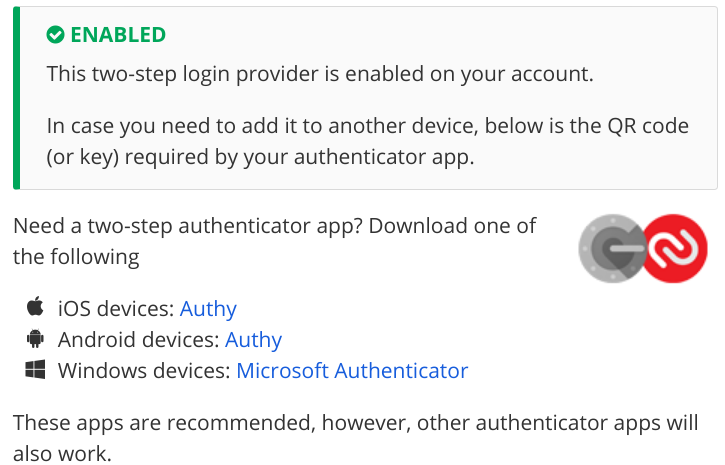 ENABLED
This two-step login provider is enabled on your account.
In case you need to add it to another device, below is the QR code
(or key) required by your authenticator app.
Need a two-step authenticator app? Download one of
the following
iOS devices: Authy
Android devices: Authy
Windows devices: Microsoft Authenticator
These apps are recommended, however, other authenticator apps will
also work.